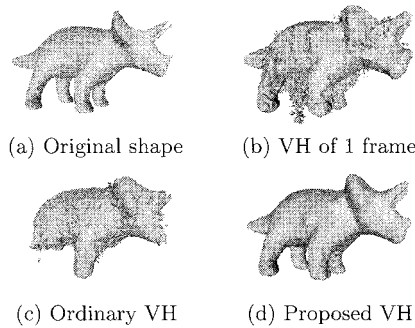 (a) Original shape
(b) VH of 1 frame
(c) Ordinary VH
(d) Proposed VH